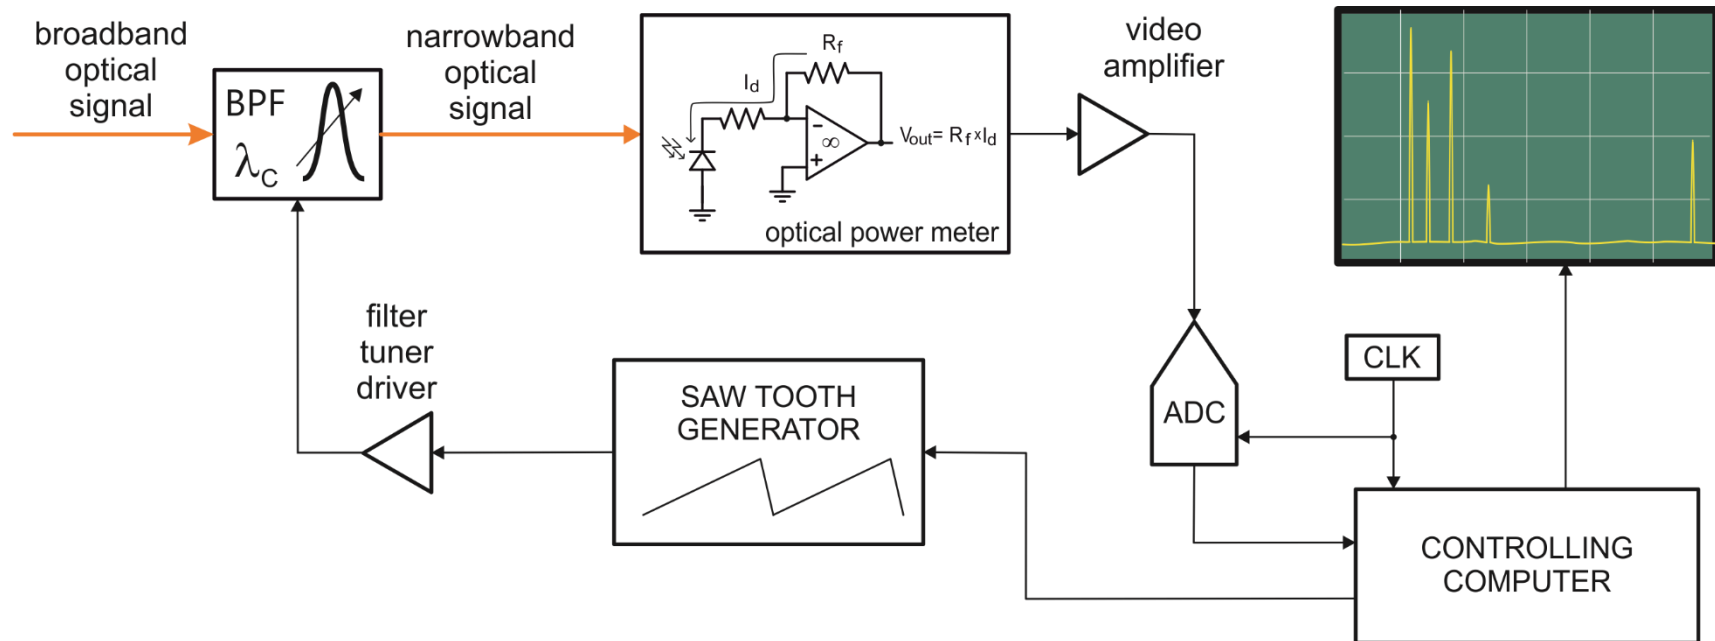 broadband
optical
signal
BPF
λC
narrowband
optical
signal
Rf
Id
−
∞
+
Vout= Rf x Id
optical power meter
video
amplifier
filter
tuner
driver
SAW TOOTH
GENERATOR
ADC
CLK
CONTROLLING
COMPUTER